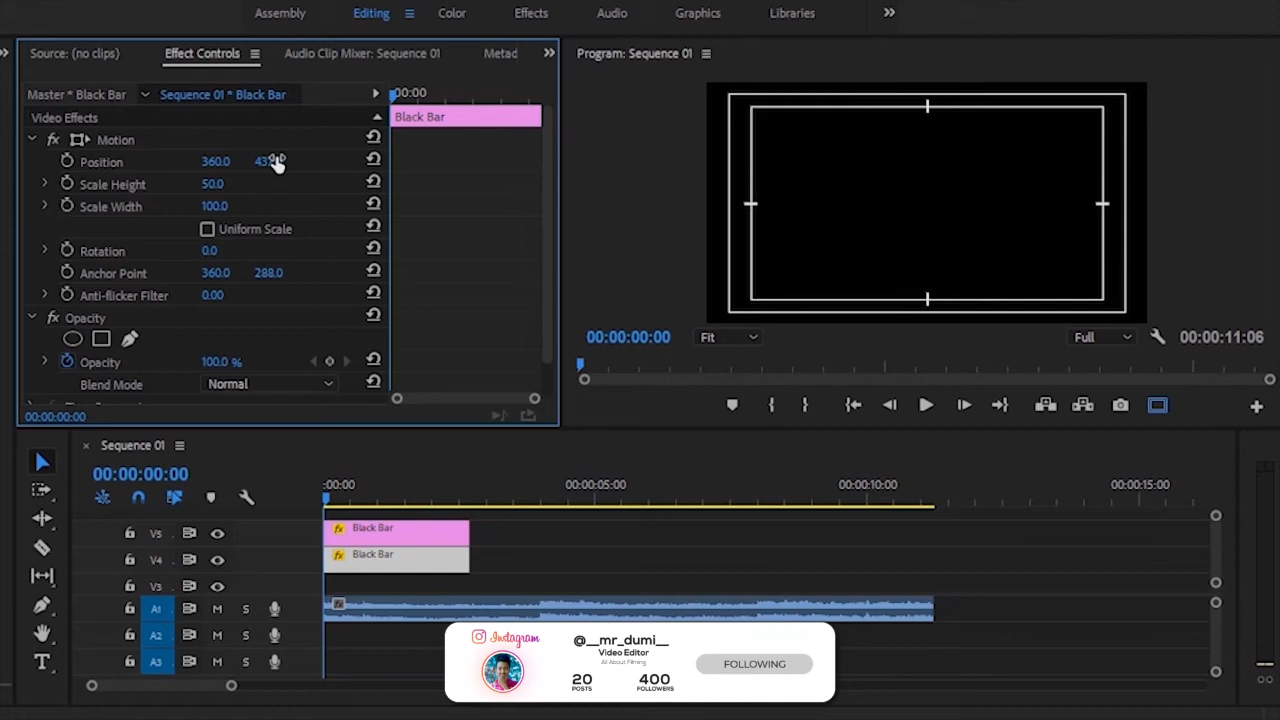 Assembly
Editing
Color
Effects
Audio
Graphics
Libraries
Source: (no clips)
Effect Controls
Audio Clip Mixer: Sequence 01
Metad
Program: Sequence 01
Master * Black Bar
Sequence 01 * Black Bar
:00:00
Video Effects
Black Bar
Motion
Position
360.0
Scale Height
50.0
Scale Width
100.0
Uniform Scale
Rotation
0.0
Anchor Point
360.0
288.0
Anti-flicker Filter
0.00
Opacity
Opacity
100.0 %
Blend Mode
Normal
00:00:00:00
00:00:00:00
Fit
Full
00:00:11:06
Sequence 01
00:00:00:00
:00:00
00:00:05:00
00:00:10:00
00:00:15:00
V5
Black Bar
V4
Black Bar
V3
A1
M
S
A2
M
S
A3
M
S
Instagram
@__mr_dumi__
Video Editor
All About Filming
20
POSTS
400
FOLLOWERS
FOLLOWING